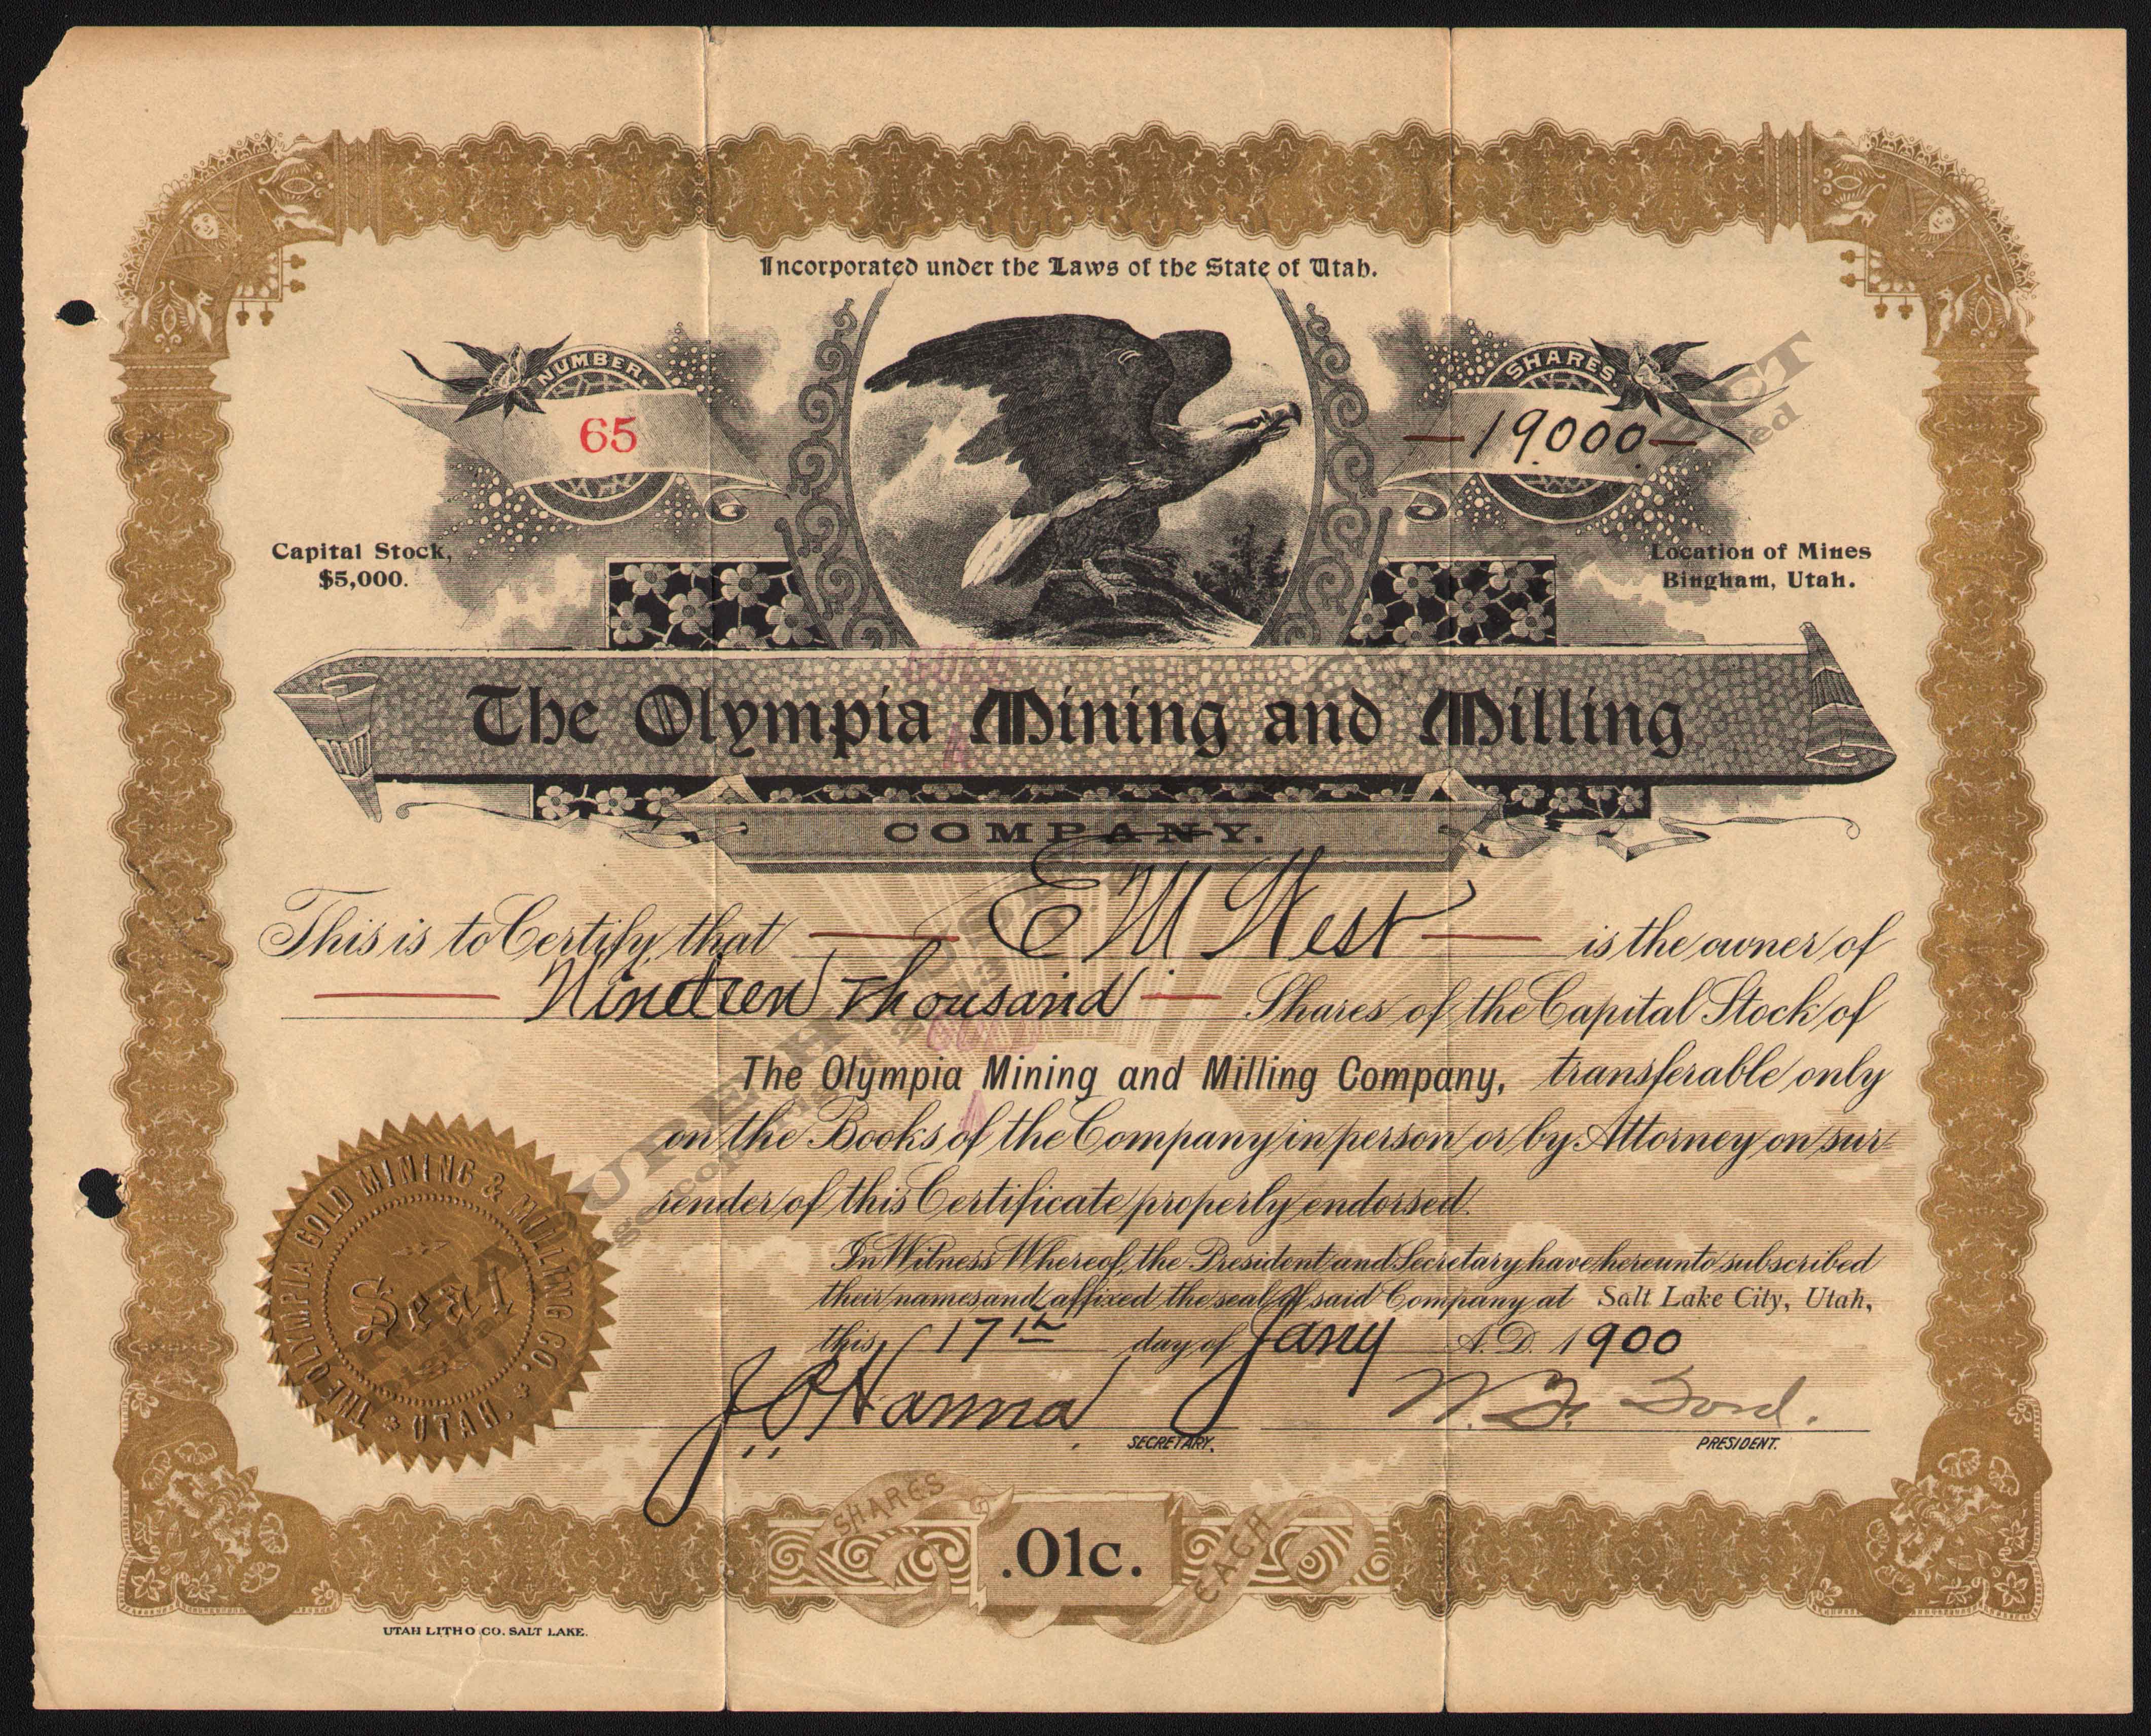 Incorporated under the Laws of the State of Utah.
NUMBER.
65
SHARES.
19000
Capital Stock,
$5,000.
Location of Mines
Bingham, Utah.
GOLD
The Olympia Mining and Milling
COMPANY.
This is to Certify that E M West is the owner of
Nineteen Thousand Shares of the Capital Stock of
GOLD
The Olympia Mining and Milling Company, transferable only
on the Books of the Company in person or by Attorney on sur-
render of this Certificate properly endorsed.
In Witness Whereof, the President and Secretary have hereunto subscribed
their names and affixed the seal of said Company at Salt Lake City, Utah,
this 17th day of Jany A.D. 1900
J. O. Hanna
SECRETARY.
PRESIDENT.
THE OLYMPIA GOLD MINING & MILLING CO. UTAH.
Seal
SHARES
.01c.
EACH
UTAH LITHO CO. SALT LAKE.